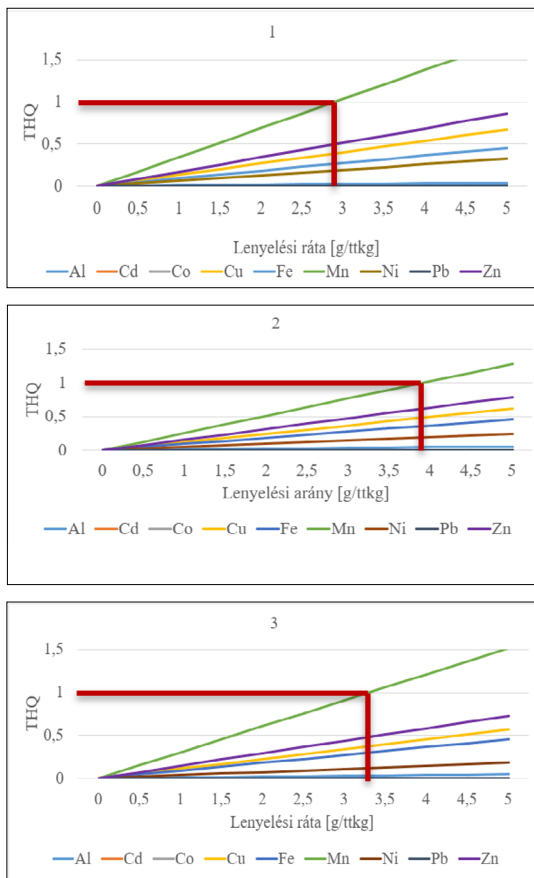 1
1,5
1
0,5
0
THQ
0 0,5 1 1,5 2 2,5 3 3,5 4 4,5 5
Lenyelési ráta [g/ttkg]
Al Cd Co Cu Fe Mn Ni Pb Zn
2
1,5
1
0,5
0
THQ
0 0,5 1 1,5 2 2,5 3 3,5 4 4,5 5
Lenyelési arány [g/ttkg]
Al Cd Co Cu Fe Mn Ni Pb Zn
3
1,5
1
0,5
0
THQ
0 0,5 1 1,5 2 2,5 3 3,5 4 4,5 5
Lenyelési ráta [g/ttkg]
Al Cd Co Cu Fe Mn Ni Pb Zn